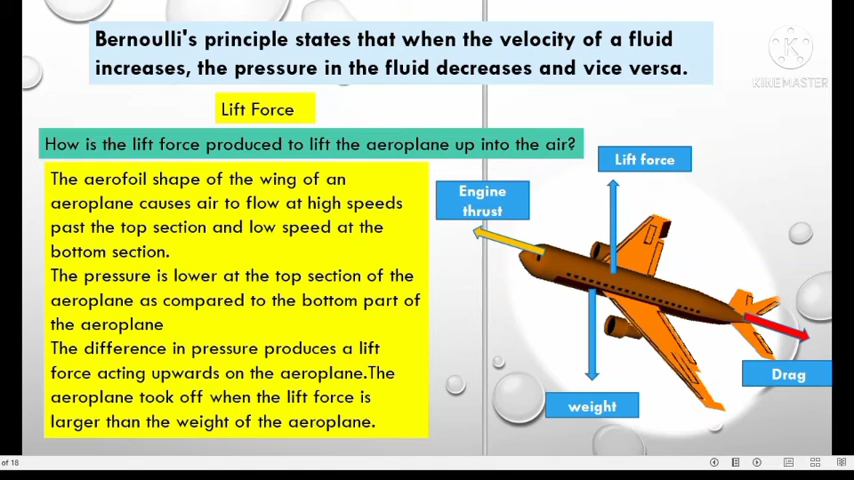 Bernoulli's principle states that when the velocity of a fluid
increases, the pressure in the fluid decreases and vice versa.
KINEMASTER
Lift Force
How is the lift force produced to lift the aeroplane up into the air?
Lift force
The aerofoil shape of the wing of an
aeroplane causes air to flow at high speeds
past the top section and low speed at the
bottom section.
The pressure is lower at the top section of the
aeroplane as compared to the bottom part of
the aeroplane
The difference in pressure produces a lift
force acting upwards on the aeroplane.The
aeroplane took off when the lift force is
larger than the weight of the aeroplane.
Engine
thrust
Drag
weight
of 18